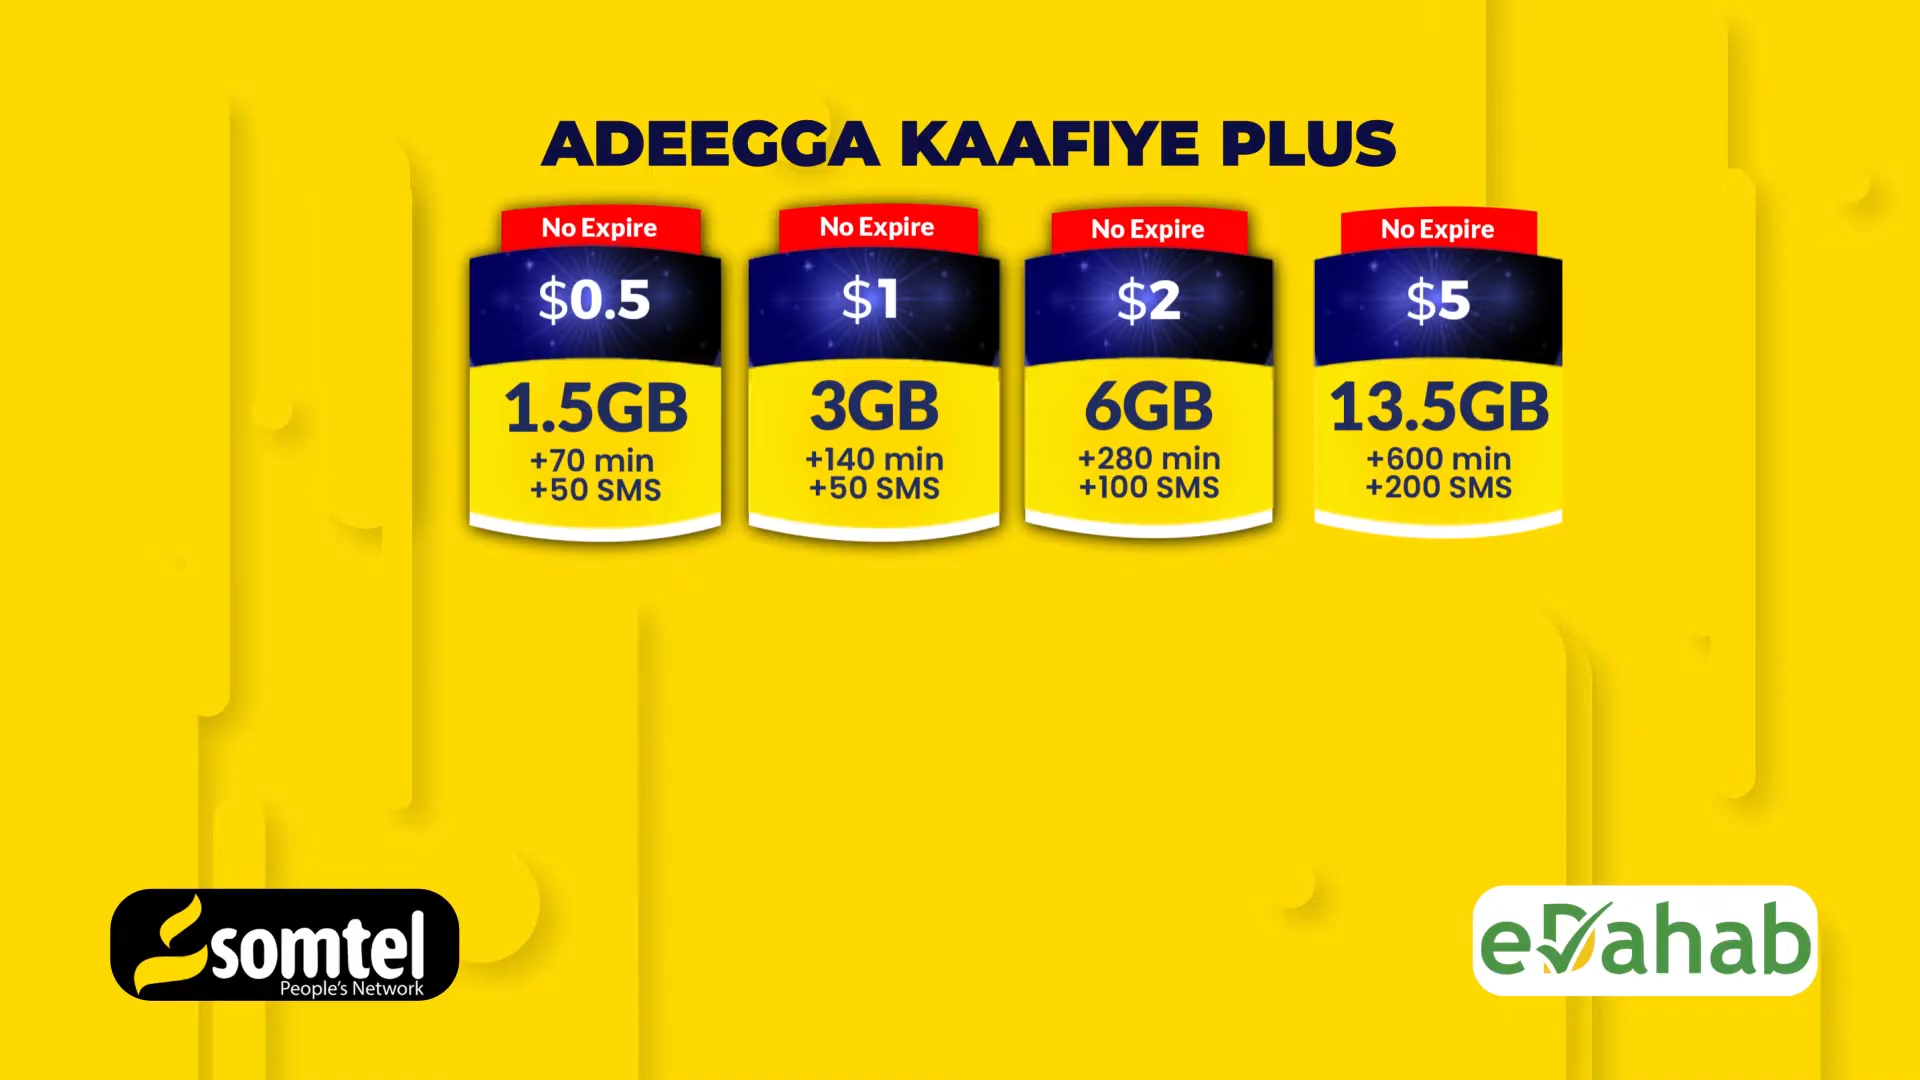 ADEEGGA KAAFIYE PLUS
No Expire
$0.5
1.5GB
+70 min
+50 SMS
No Expire
$1
3GB
+140 min
+50 SMS
No Expire
$2
6GB
+280 min
+100 SMS
No Expire
$5
13.5GB
+600 min
+200 SMS
somtel
People's Network
eDahab